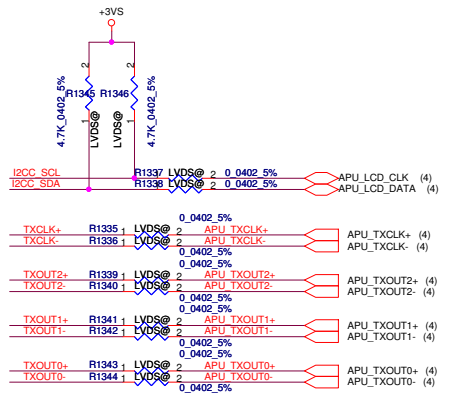 +3VS
2 2
R1345 R1346
4.7K_0402_5% LVDS@ LVDS@ 4.7K_0402_5%
1 1
I2CC_SCL R1337 1 LVDS@ 2 0_0402_5% APU_LCD_CLK (4)
I2CC_SDA R1338 1 LVDS@ 2 0_0402_5% APU_LCD_DATA (4)
0_0402_5%
TXCLK+ R1335 1 LVDS@ 2 APU_TXCLK+ APU_TXCLK+ (4)
TXCLK- R1336 1 LVDS@ 2 APU_TXCLK- APU_TXCLK- (4)
0_0402_5%
0_0402_5%
TXOUT2+ R1339 1 LVDS@ 2 APU_TXOUT2+ APU_TXOUT2+ (4)
TXOUT2- R1340 1 LVDS@ 2 APU_TXOUT2- APU_TXOUT2- (4)
0_0402_5%
0_0402_5%
TXOUT1+ R1341 1 LVDS@ 2 APU_TXOUT1+ APU_TXOUT1+ (4)
TXOUT1- R1342 1 LVDS@ 2 APU_TXOUT1- APU_TXOUT1- (4)
0_0402_5%
0_0402_5%
TXOUT0+ R1343 1 LVDS@ 2 APU_TXOUT0+ APU_TXOUT0+ (4)
TXOUT0- R1344 1 LVDS@ 2 APU_TXOUT0- APU_TXOUT0- (4)
0_0402_5%